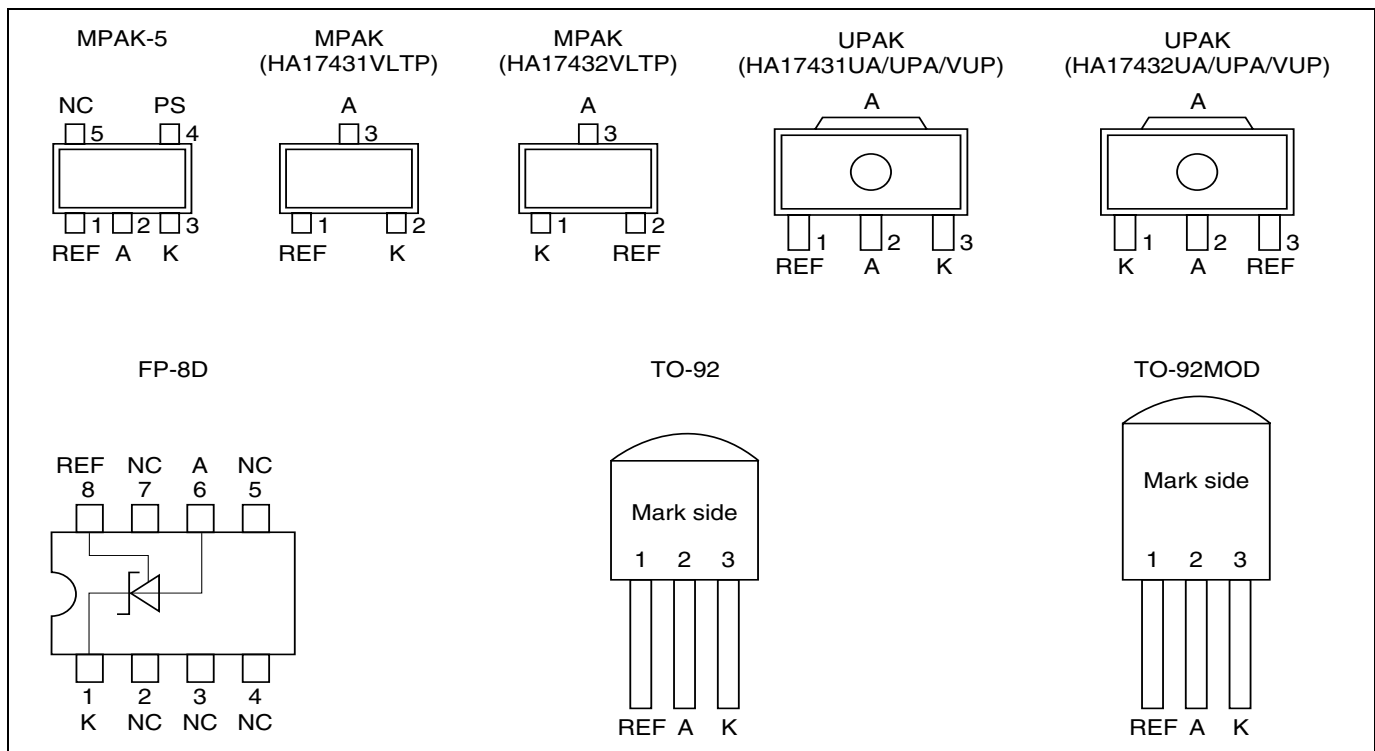 MPAK-5
NC PS
5 4
1 2 3
REF A K
MPAK
(HA17431VLTP)
A
3
1 2
REF K
MPAK
(HA17432VLTP)
A
3
1 2
K REF
UPAK
(HA17431UA/UPA/VUP)
A
1 2 3
REF A K
UPAK
(HA17432UA/UPA/VUP)
A
1 2 3
K A REF
FP-8D
REF NC A NC
8 7 6 5
1 2 3 4
K NC NC NC
TO-92
Mark side
1 2 3
REF A K
TO-92MOD
Mark side
1 2 3
REF A K